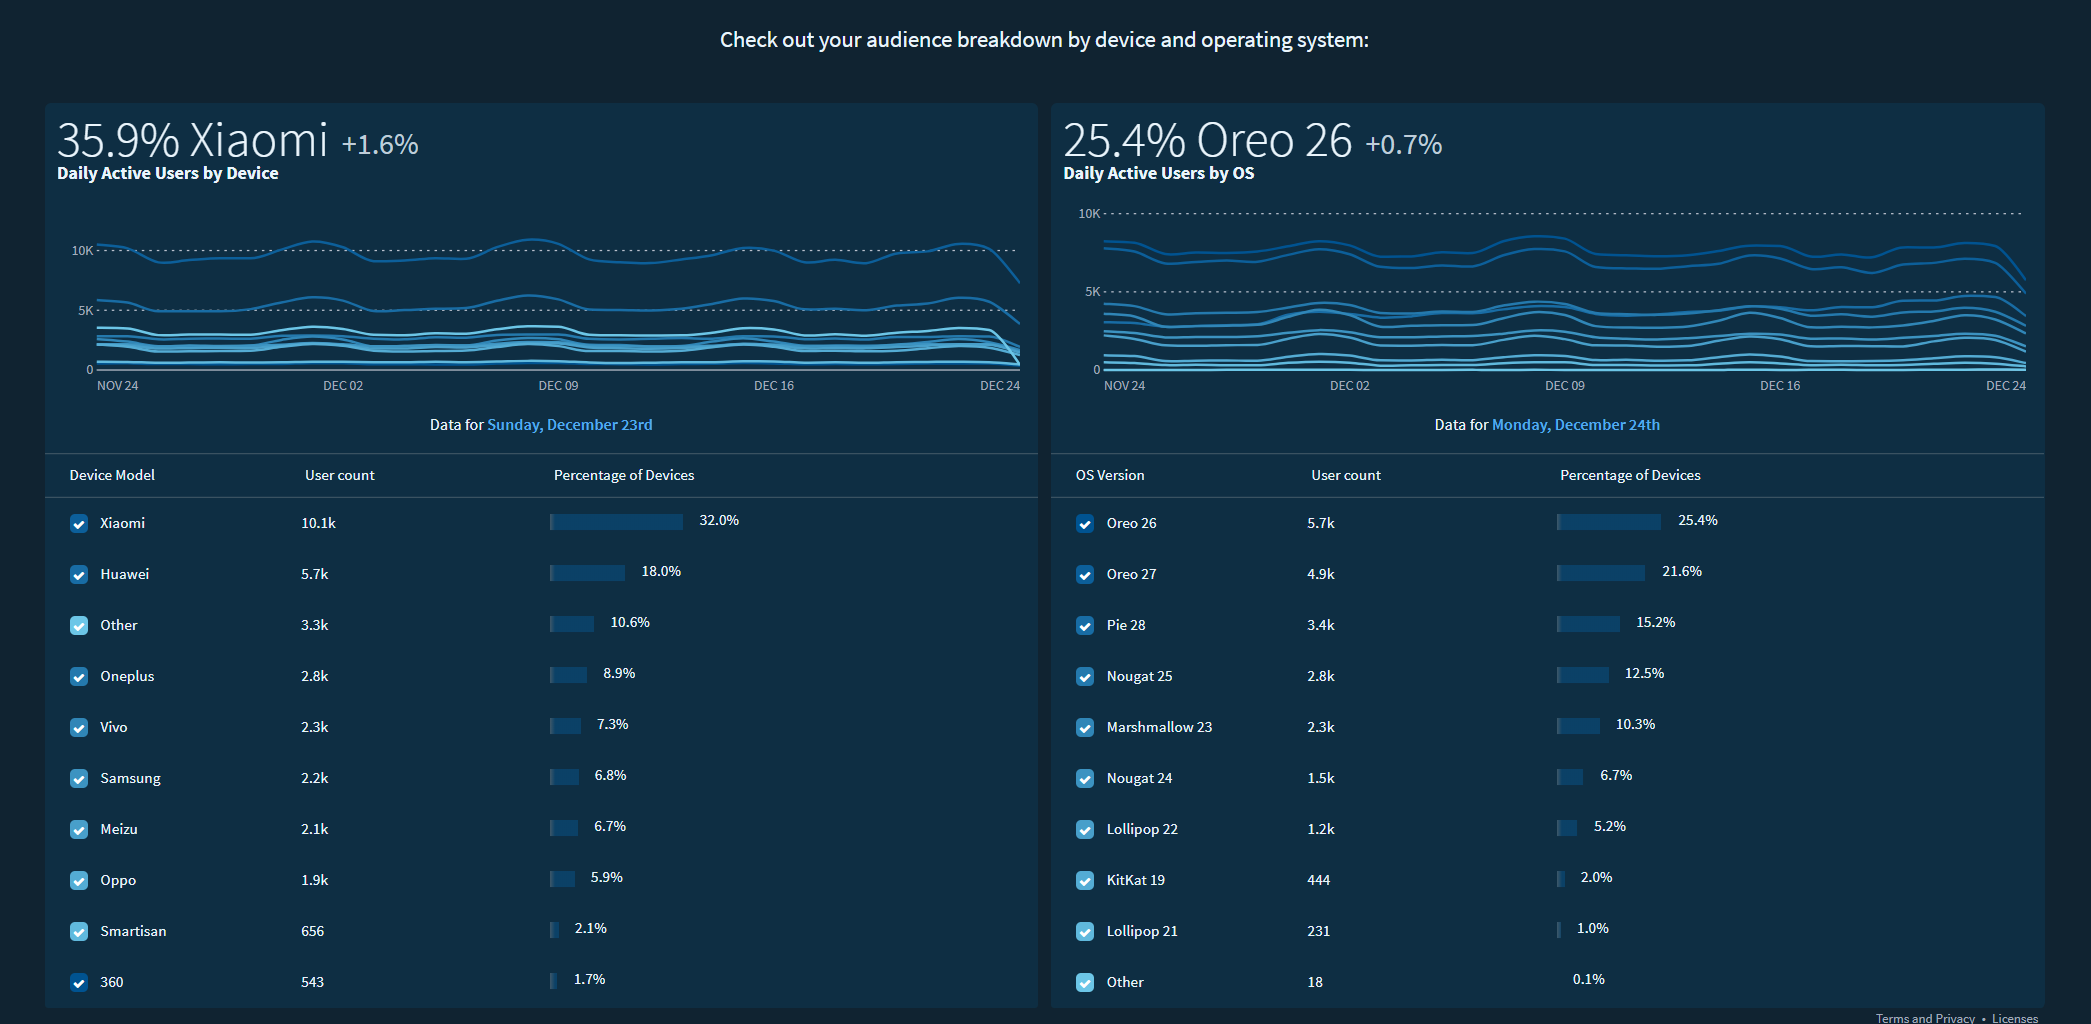 Check out your audience breakdown by device and operating system:
35.9% Xiaomi +1.6%
Daily Active Users by Device
10K
5K
0
NOV 24 DEC 02 DEC 09 DEC 16 DEC 24
Data for Sunday, December 23rd
Device Model User count Percentage of Devices
Xiaomi 10.1k 32.0%
Huawei 5.7k 18.0%
Other 3.3k 10.6%
Oneplus 2.8k 8.9%
Vivo 2.3k 7.3%
Samsung 2.2k 6.8%
Meizu 2.1k 6.7%
Oppo 1.9k 5.9%
Smartisan 656 2.1%
360 543 1.7%
25.4% Oreo 26 +0.7%
Daily Active Users by OS
10K
5K
0
NOV 24 DEC 02 DEC 09 DEC 16 DEC 24
Data for Monday, December 24th
OS Version User count Percentage of Devices
Oreo 26 5.7k 25.4%
Oreo 27 4.9k 21.6%
Pie 28 3.4k 15.2%
Nougat 25 2.8k 12.5%
Marshmallow 23 2.3k 10.3%
Nougat 24 1.5k 6.7%
Lollipop 22 1.2k 5.2%
KitKat 19 444 2.0%
Lollipop 21 231 1.0%
Other 18 0.1%
Terms and Privacy • Licenses